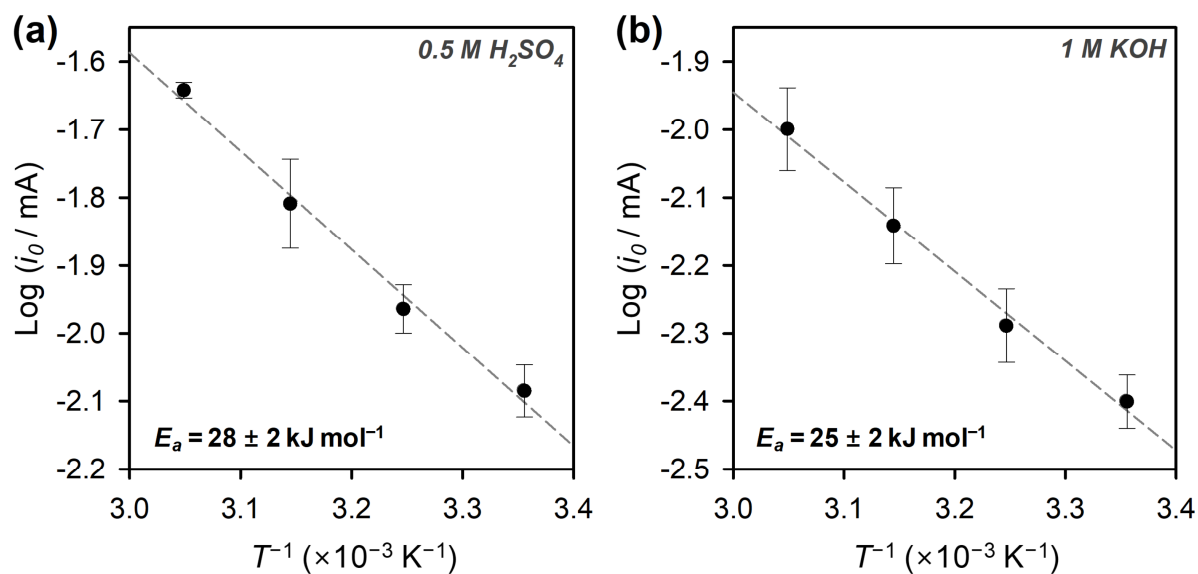 (a)
0.5 M H₂SO₄
Log (i₀ / mA)
-1.6
-1.7
-1.8
-1.9
-2.0
-2.1
-2.2
Eₐ = 28 ± 2 kJ mol⁻¹
3.0 3.1 3.2 3.3 3.4
T⁻¹ (×10⁻³ K⁻¹)
(b)
1 M KOH
Log (i₀ / mA)
-1.9
-2.0
-2.1
-2.2
-2.3
-2.4
-2.5
Eₐ = 25 ± 2 kJ mol⁻¹
3.0 3.1 3.2 3.3 3.4
T⁻¹ (×10⁻³ K⁻¹)